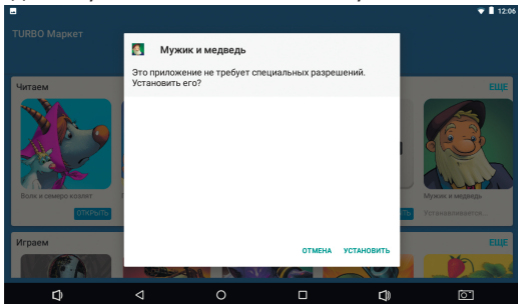 12:06
TURBO Маркет
Мужик и медведь
Это приложение не требует специальных разрешений.
Установить его?
Читаем
ЕЩЕ
Волк и семеро козлят
Мужик и медведь
ОТКРЫТЬ
Устанавливается...
ОТМЕНА УСТАНОВИТЬ
Играем
ЕЩЕ